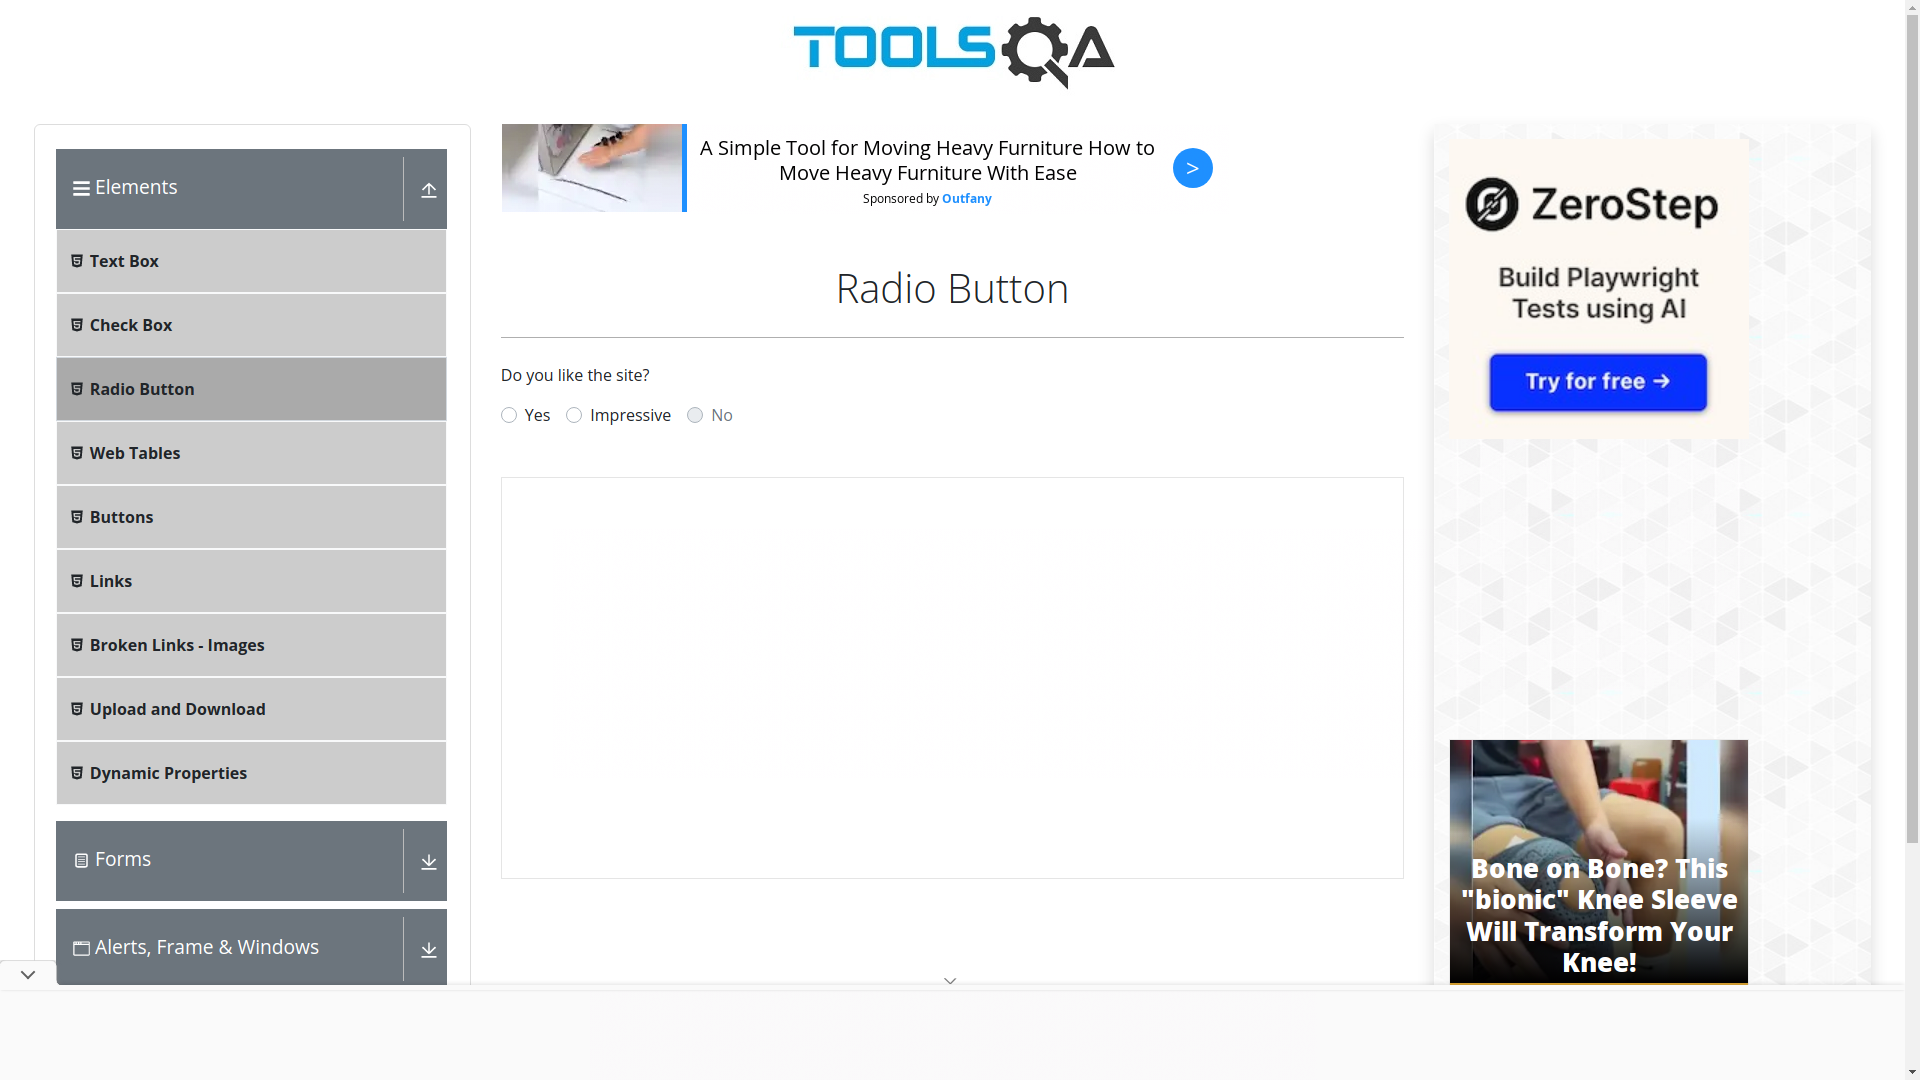 TOOLSQA
Elements
Text Box
Check Box
Radio Button
Web Tables
Buttons
Links
Broken Links - Images
Upload and Download
Dynamic Properties
Forms
Alerts, Frame & Windows
A Simple Tool for Moving Heavy Furniture How to
Move Heavy Furniture With Ease
Sponsored by Outfany
>
Radio Button
Do you like the site?
Yes Impressive No
ZeroStep
Build Playwright
Tests using AI
Try for free →
Bone on Bone? This
"bionic" Knee Sleeve
Will Transform Your
Knee!